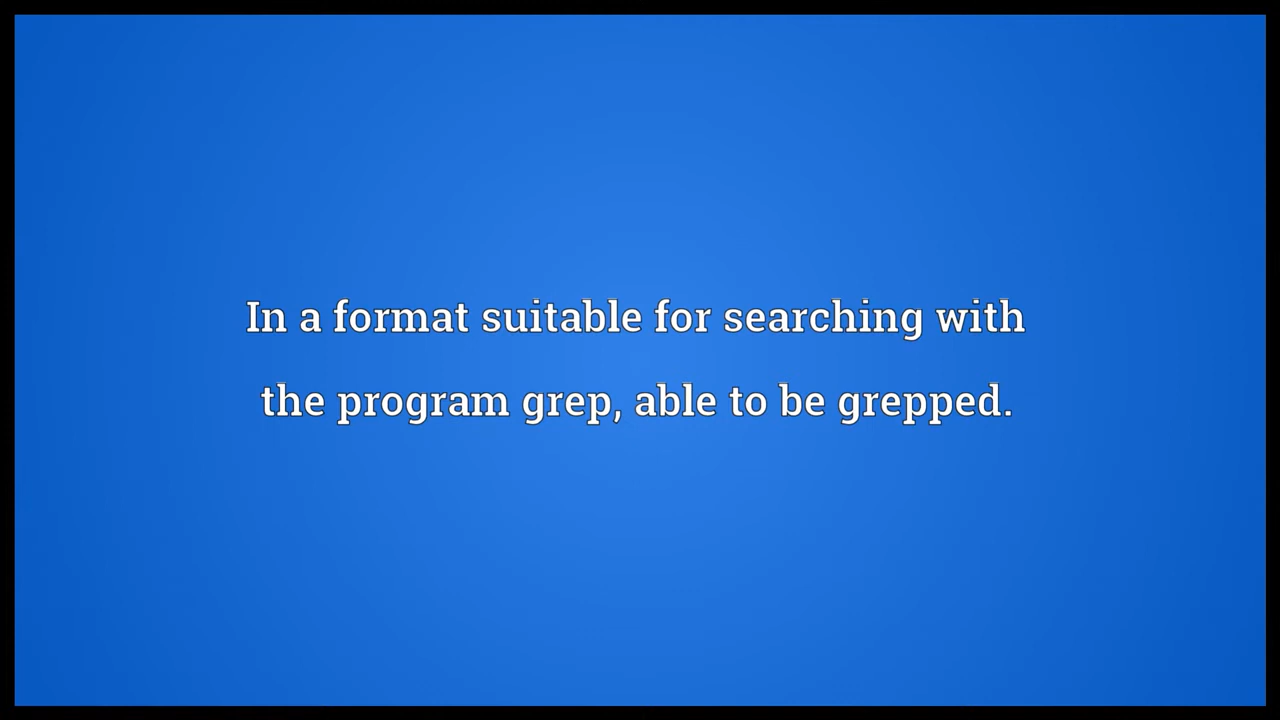 In a format suitable for searching with
the program grep, able to be grepped.